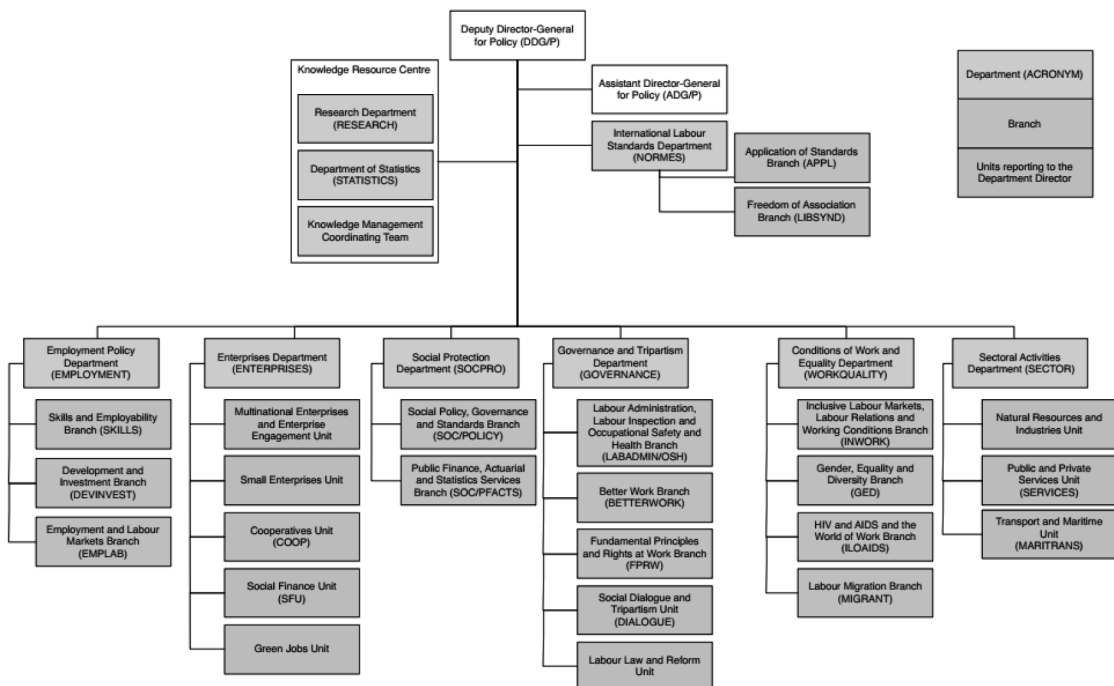 Deputy Director-General
for Policy (DDG/P)
Knowledge Resource Centre
Research Department
(RESEARCH)
Department of Statistics
(STATISTICS)
Knowledge Management
Coordinating Team
Assistant Director-General
for Policy (ADG/P)
International Labour
Standards Department
(NORMES)
Application of Standards
Branch (APPL)
Freedom of Association
Branch (LIBSYND)
Department (ACRONYM)
Branch
Units reporting to the
Department Director
Employment Policy
Department
(EMPLOYMENT)
Skills and Employability
Branch (SKILLS)
Development and
Investment Branch
(DEVINVEST)
Employment and Labour
Markets Branch
(EMPLAB)
Enterprises Department
(ENTERPRISES)
Multinational Enterprises
and Enterprise
Engagement Unit
Small Enterprises Unit
Cooperatives Unit
(COOP)
Social Finance Unit
(SFU)
Green Jobs Unit
Social Protection
Department (SOCPRO)
Social Policy, Governance
and Standards Branch
(SOC/POLICY)
Public Finance, Actuarial
and Statistics Services
Branch (SOC/PFACTS)
Governance and Tripartism
Department
(GOVERNANCE)
Labour Administration,
Labour Inspection and
Occupational Safety and
Health Branch
(LABADMIN/OSH)
Better Work Branch
(BETTERWORK)
Fundamental Principles
and Rights at Work Branch
(FPRW)
Social Dialogue and
Tripartism Unit
(DIALOGUE)
Labour Law and Reform
Unit
Conditions of Work and
Equality Department
(WORKQUALITY)
Inclusive Labour Markets,
Labour Relations and
Working Conditions Branch
(INWORK)
Gender, Equality and
Diversity Branch
(GED)
HIV and AIDS and the
World of Work Branch
(ILOAIDS)
Labour Migration Branch
(MIGRANT)
Sectoral Activities
Department (SECTOR)
Natural Resources and
Industries Unit
Public and Private
Services Unit
(SERVICES)
Transport and Maritime
Unit
(MARITRANS)